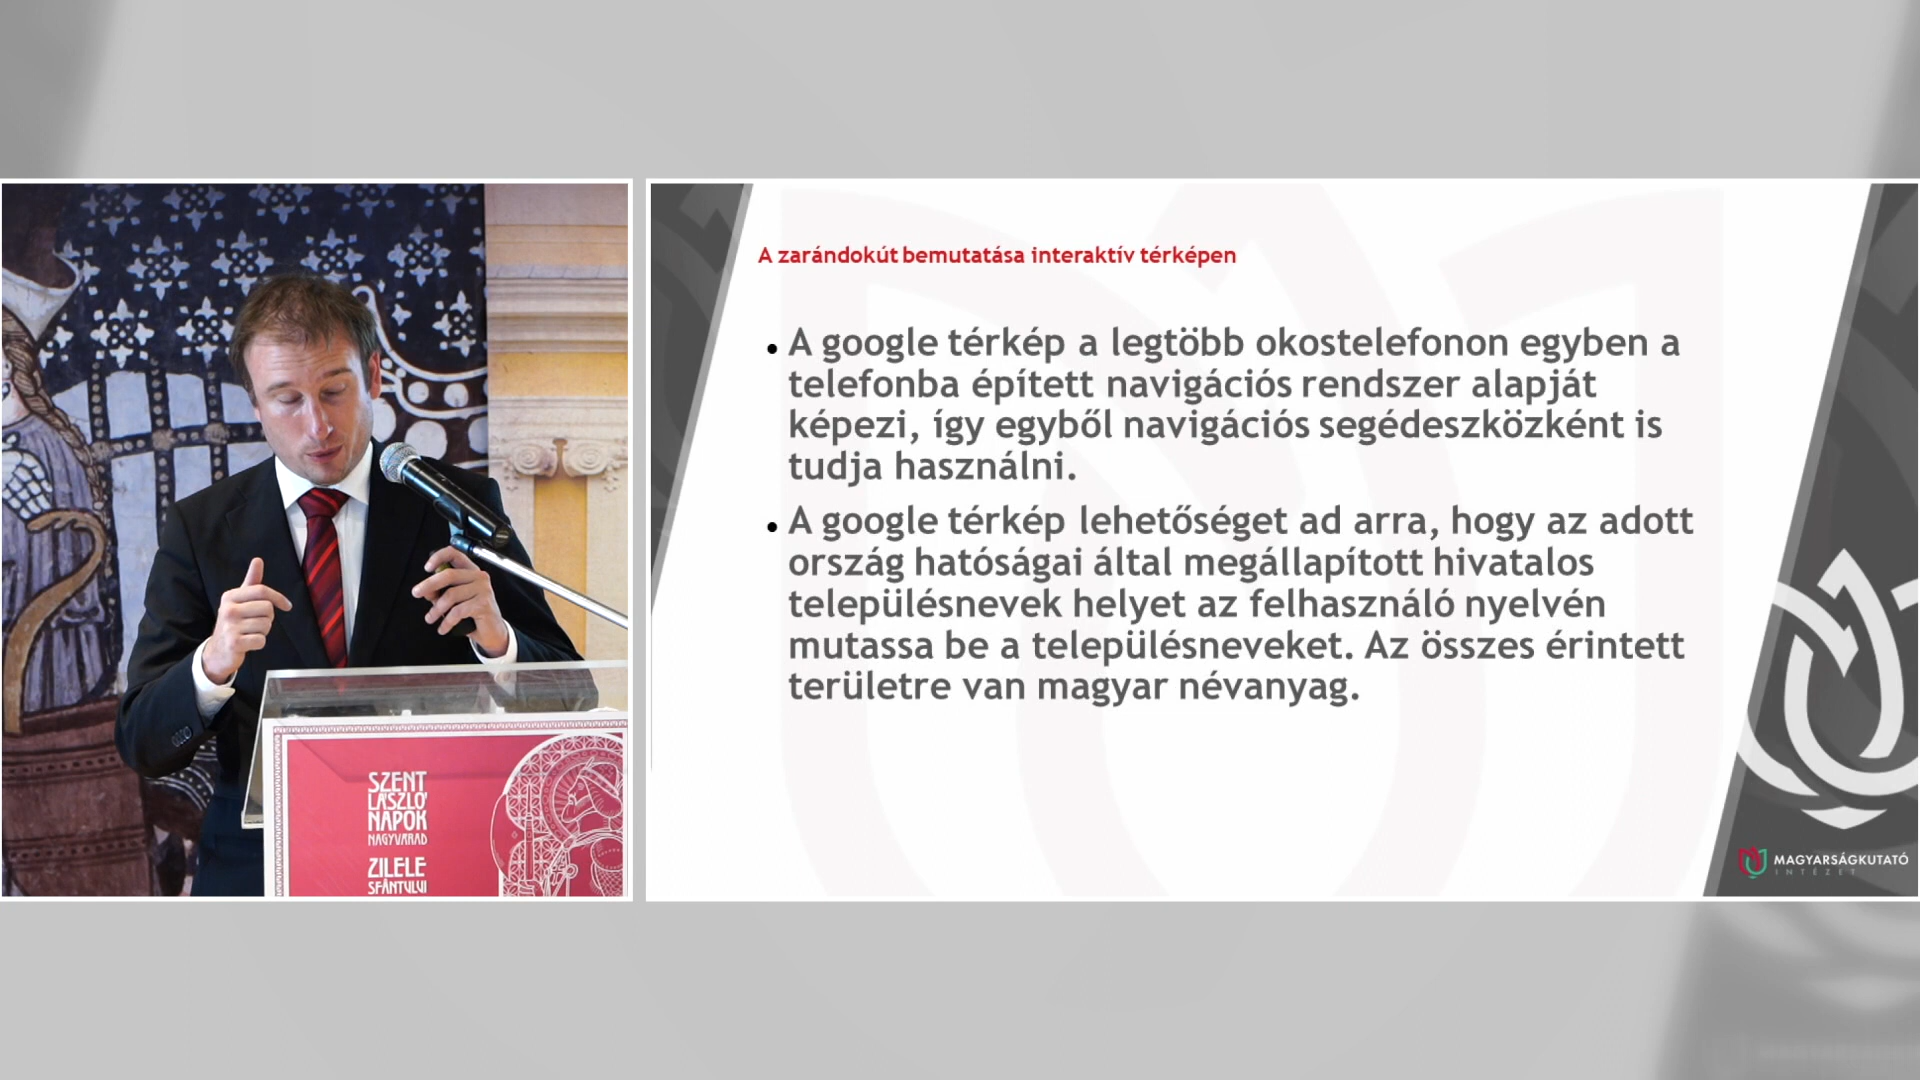 A zarándokút bemutatása interaktív térképen
• A google térkép a legtöbb okostelefonon egyben a
telefonba épített navigációs rendszer alapját
képezi, így egyből navigációs segédeszközként is
tudja használni.
• A google térkép lehetőséget ad arra, hogy az adott
ország hatóságai által megállapított hivatalos
településnevek helyet az felhasználó nyelvén
mutassa be a településneveket. Az összes érintett
területre van magyar névanyag.
MAGYARSÁGKUTATÓ
INTÉZET
SZENT
LÁSZLÓ
NAPOK
NAGYVÁRAD
ZILELE
SFÂNTULUI